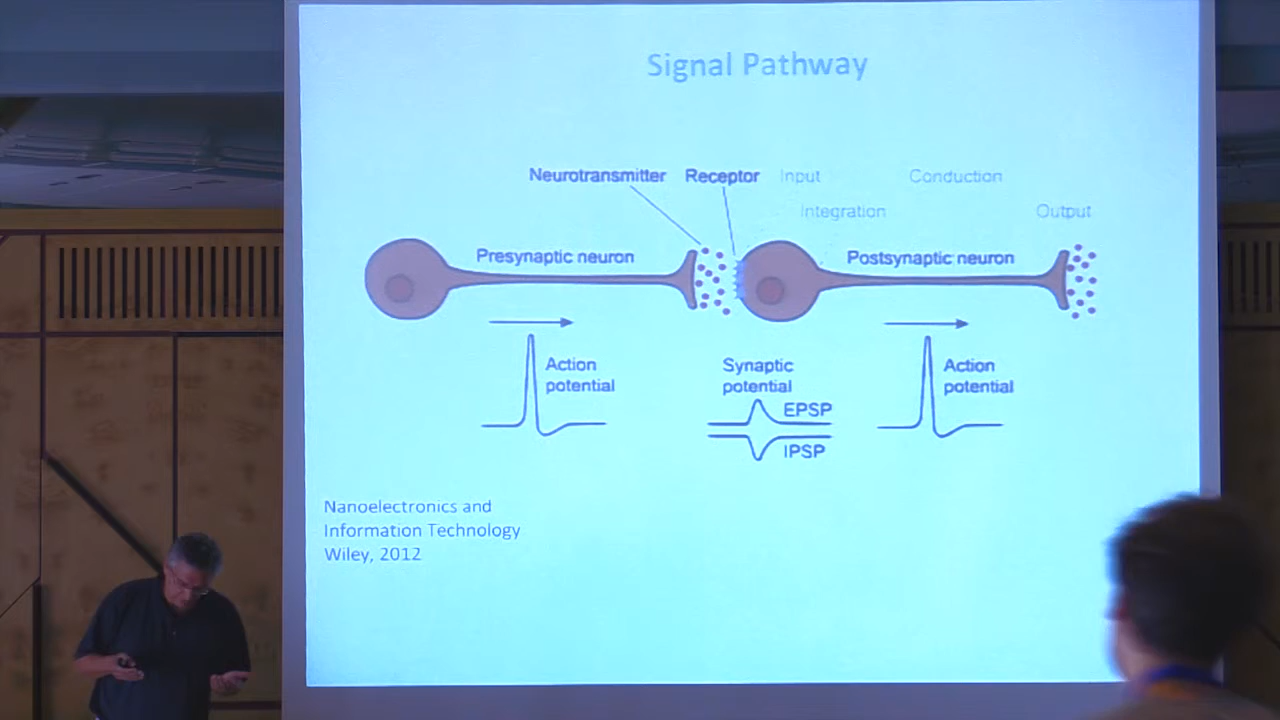 Signal Pathway
Neurotransmitter Receptor Input Conduction
Integration Output
Presynaptic neuron Postsynaptic neuron
Action
potential
Synaptic
potential
EPSP
IPSP
Action
potential
Nanoelectronics and
Information Technology
Wiley, 2012